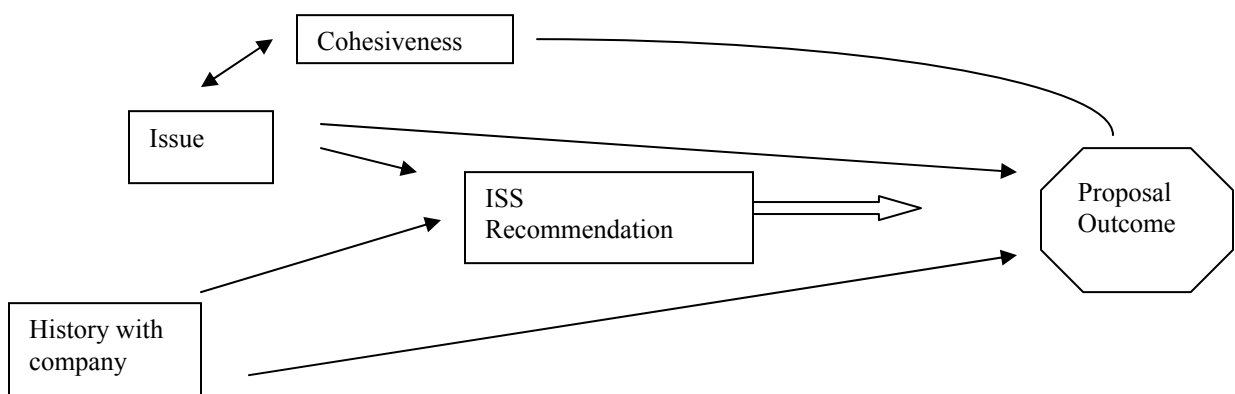 Cohesiveness
Issue
ISS
Recommendation
Proposal
Outcome
History with
company